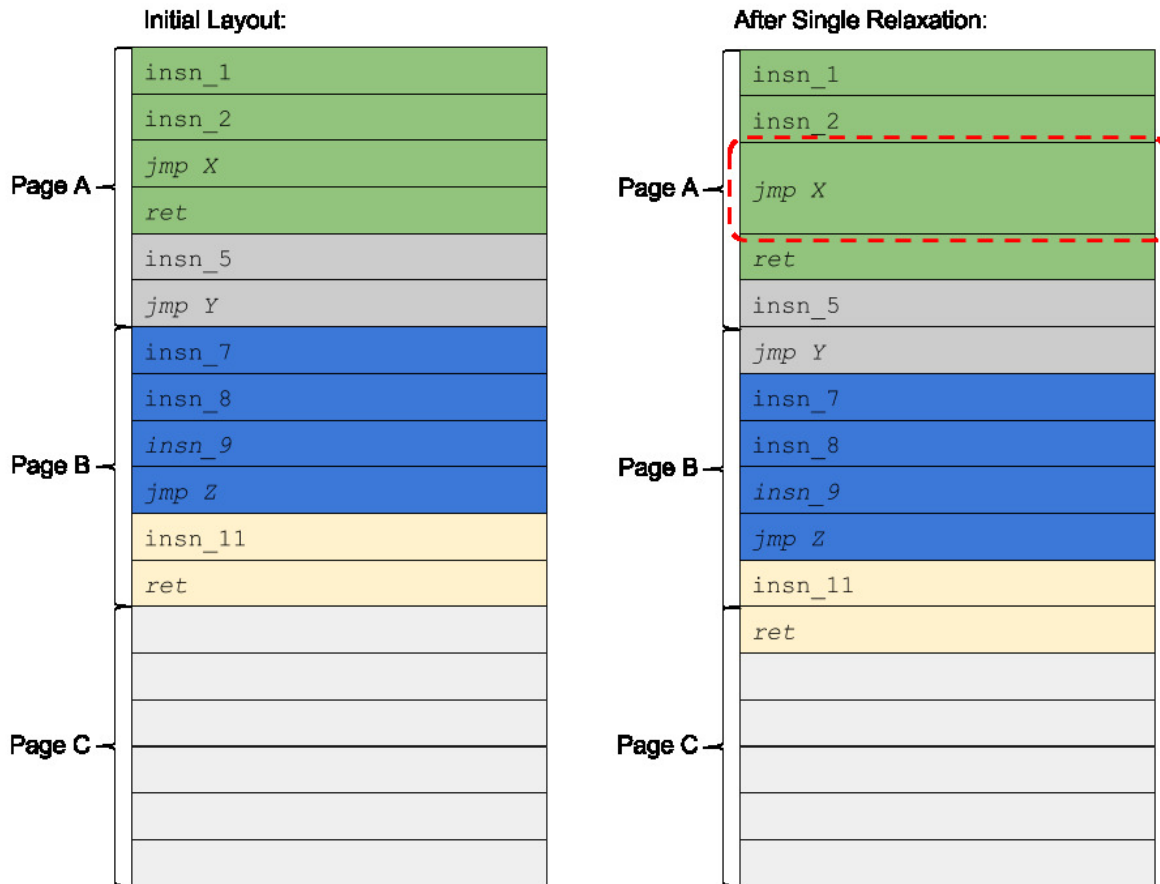 Initial Layout:
Page A
insn_1
insn_2
jmp X
ret
insn_5
jmp Y
Page B
insn_7
insn_8
insn_9
jmp Z
insn_11
ret
Page C
After Single Relaxation:
Page A
insn_1
insn_2
jmp X
ret
insn_5
Page B
jmp Y
insn_7
insn_8
insn_9
jmp Z
insn_11
Page C
ret